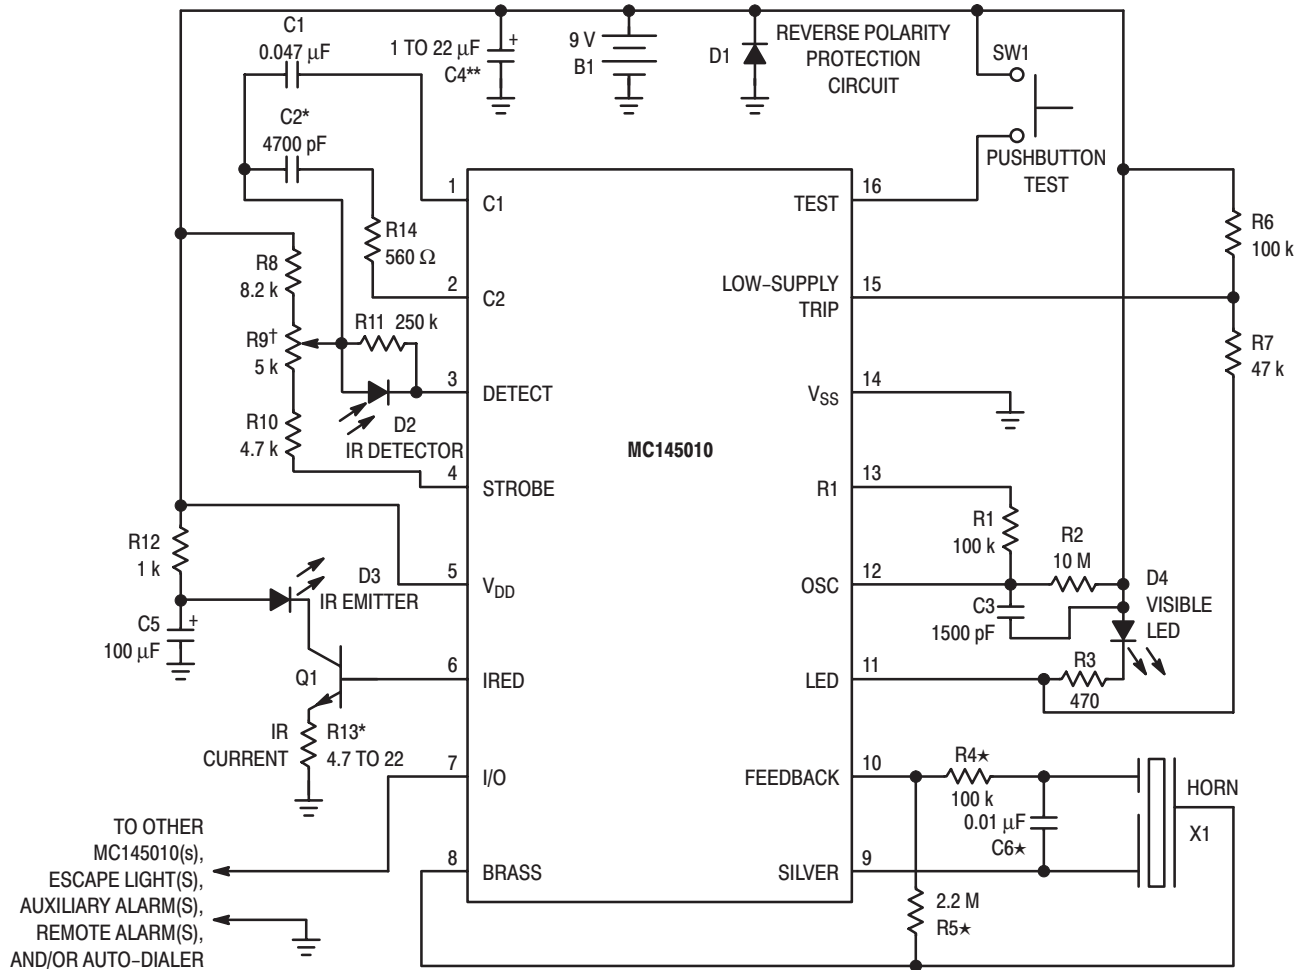 C1
0.047 μF
C2*
4700 pF
1 TO 22 μF
C4**
+
9 V
B1
D1
REVERSE POLARITY
PROTECTION
CIRCUIT
SW1
PUSHBUTTON
TEST
R14
560 Ω
R8
8.2 k
R9†
5 k
R10
4.7 k
R11 250 k
D2
IR DETECTOR
R12
1 k
C5
100 μF
+
D3
IR EMITTER
Q1
IR
CURRENT
R13*
4.7 TO 22
TO OTHER
MC145010(s),
ESCAPE LIGHT(S),
AUXILIARY ALARM(S),
REMOTE ALARM(S),
AND/OR AUTO−DIALER
MC145010
1
C1
2
C2
3
DETECT
4
STROBE
5
VDD
6
IRED
7
I/O
8
BRASS
16
TEST
15
LOW−SUPPLY
TRIP
14
VSS
13
R1
12
OSC
11
LED
10
FEEDBACK
9
SILVER
R6
100 k
R7
47 k
R1
100 k
R2
10 M
C3
1500 pF
D4
VISIBLE
LED
R3
470
R4★
100 k
0.01 μF
C6★
2.2 M
R5★
HORN
X1